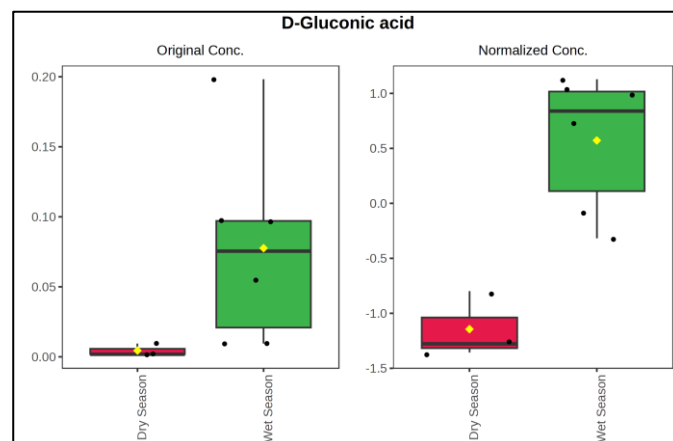 D-Gluconic acid
Original Conc.
Normalized Conc.
0.20
0.15
0.10
0.05
0.00
1.0
0.5
0.0
-0.5
-1.0
-1.5
Dry Season
Wet Season
Dry Season
Wet Season